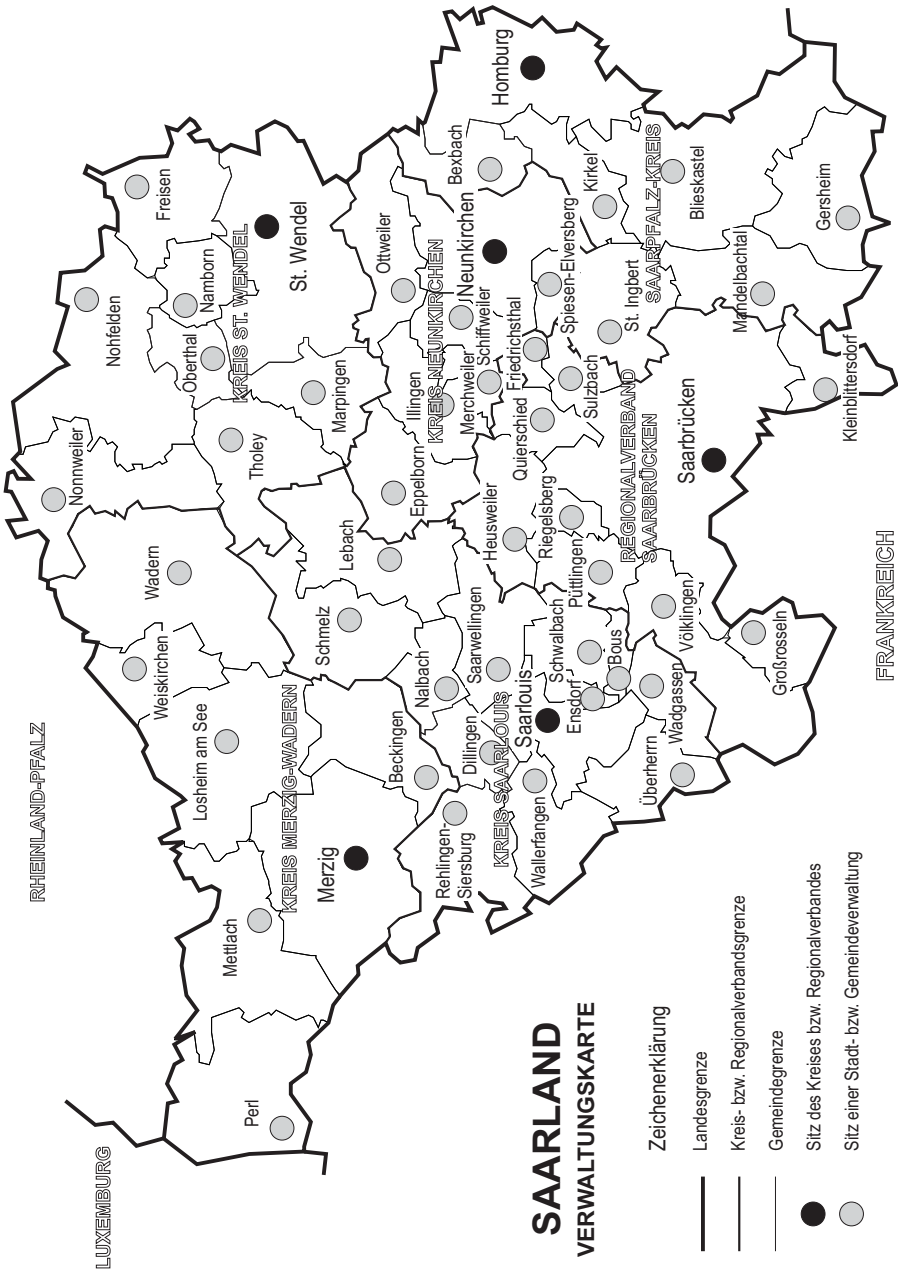 LUXEMBURG
RHEINLAND-PFALZ
FRANKREICH
SAARLAND
VERWALTUNGSKARTE
Zeichenerklärung
Landesgrenze
Kreis- bzw. Regionalverbandsgrenze
Gemeindegrenze
Sitz des Kreises bzw. Regionalverbandes
Sitz einer Stadt- bzw. Gemeindeverwaltung
KREIS MERZIG-WADERN
Perl
Mettlach
Merzig
Losheim am See
Weiskirchen
Wadern
Beckingen
KREIS ST. WENDEL
Nonnweiler
Nohfelden
Freisen
Namborn
Oberthal
Tholey
Marpingen
St. Wendel
KREIS SAARLOUIS
Rehlingen-
Siersburg
Wallerfangen
Dillingen
Saarlouis
Nalbach
Saarwellingen
Schmelz
Lebach
Schwalbach
Ensdorf
Bous
Wadgassen
Überherrn
KREIS NEUNKIRCHEN
Eppelborn
Illingen
Merchweiler
Schiffweiler
Ottweiler
Neunkirchen
Spiesen-Elversberg
REGIONALVERBAND
SAARBRÜCKEN
Heusweiler
Riegelsberg
Püttlingen
Völklingen
Großrosseln
Quierschied
Friedrichsthal
Sulzbach
Saarbrücken
Kleinblittersdorf
SAARPFALZ-KREIS
Homburg
Bexbach
Kirkel
St. Ingbert
Blieskastel
Mandelbachtal
Gersheim